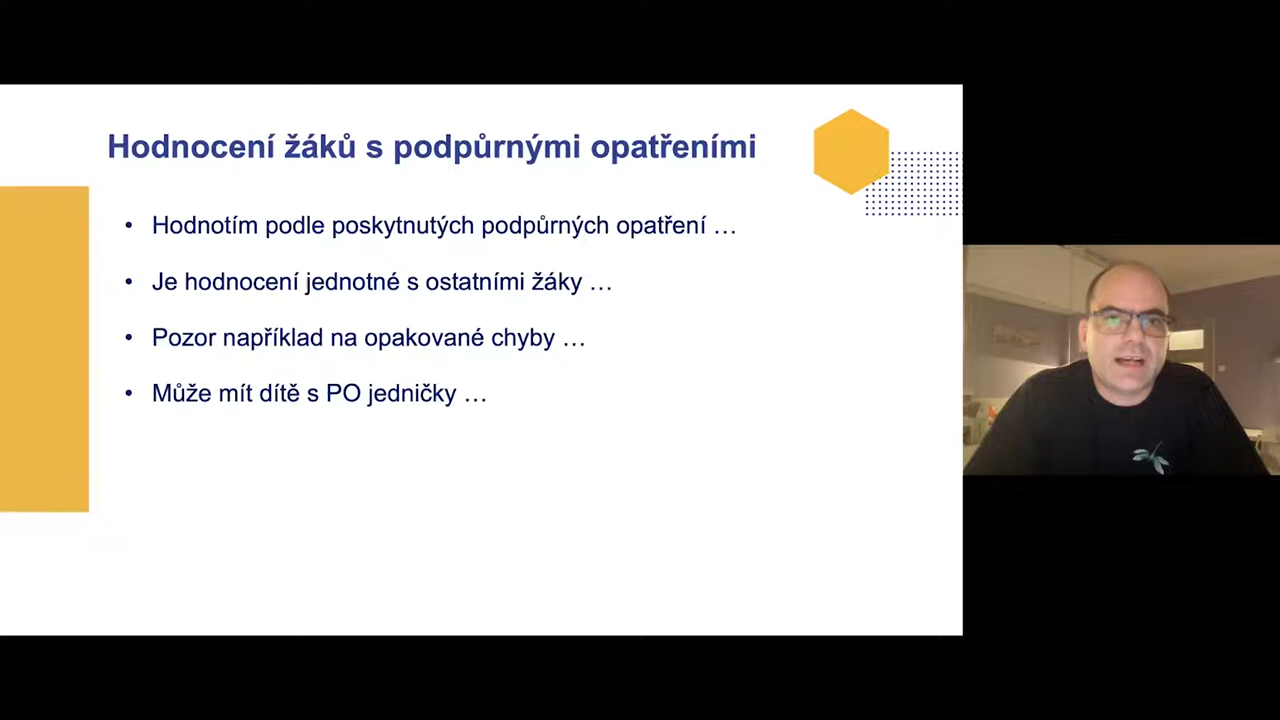 Hodnocení žáků s podpůrnými opatřeními
• Hodnotím podle poskytnutých podpůrných opatření …
• Je hodnocení jednotné s ostatními žáky …
• Pozor například na opakované chyby …
• Může mít dítě s PO jedničky …